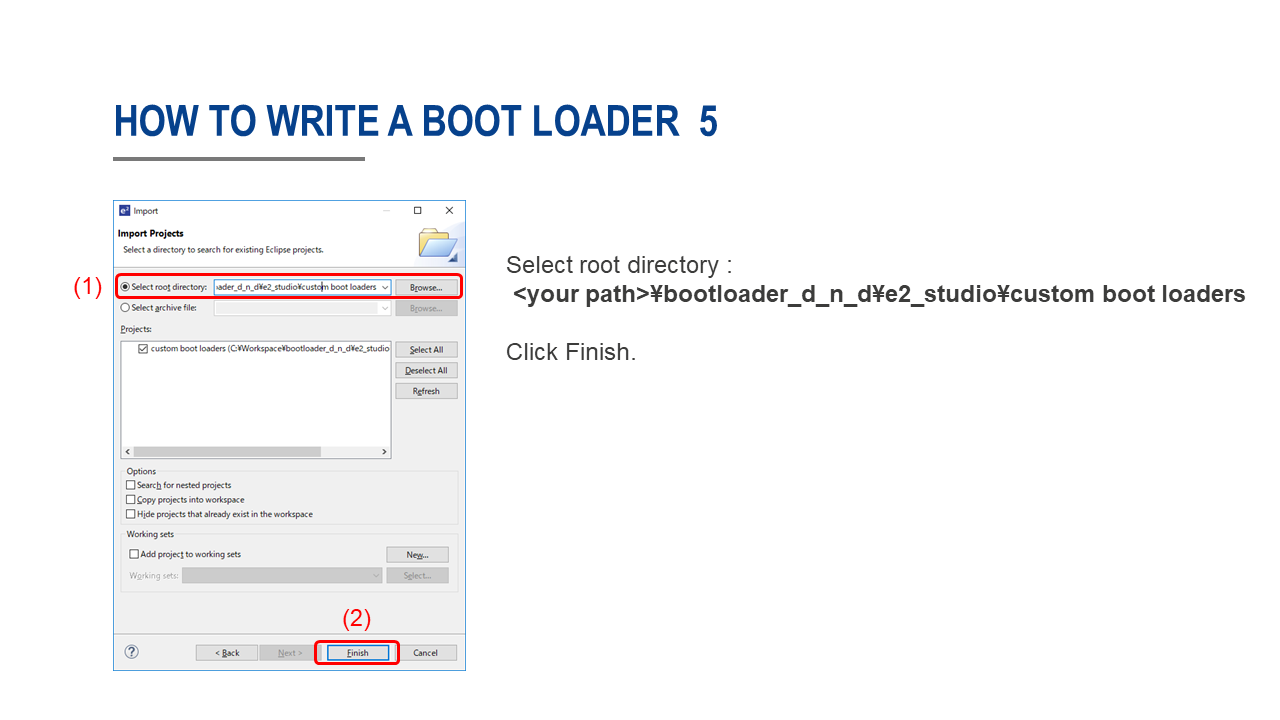 HOW TO WRITE A BOOT LOADER 5
e² Import
Import Projects
Select a directory to search for existing Eclipse projects.
(1)
Select root directory: ader_d_n_d¥e2_studio¥custom boot loaders Browse...
Select archive file: Browse...
Projects:
custom boot loaders (C:¥Workspace¥bootloader_d_n_d¥e2_studio
Select All
Deselect All
Refresh
Options
Search for nested projects
Copy projects into workspace
Hide projects that already exist in the workspace
Working sets
Add project to working sets New...
Working sets: Select...
(2)
? < Back Next > Finish Cancel
Select root directory :
<your path>¥bootloader_d_n_d¥e2_studio¥custom boot loaders
Click Finish.